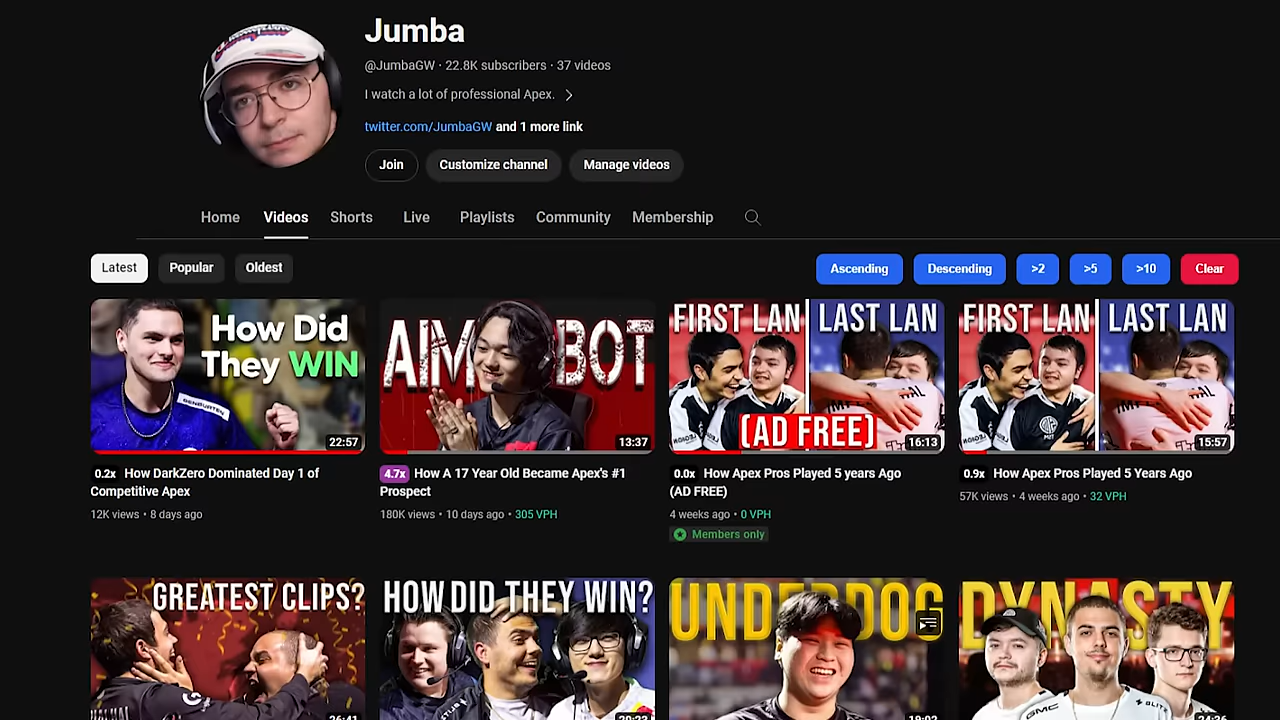 Jumba
@JumbaGW · 22.8K subscribers · 37 videos
I watch a lot of professional Apex.
twitter.com/JumbaGW and 1 more link
Join
Customize channel
Manage videos
Home
Videos
Shorts
Live
Playlists
Community
Membership
Latest
Popular
Oldest
Ascending
Descending
>2
>5
>10
Clear
How Did
They WIN
GENBURTEN
22:57
AIM BOT
13:37
FIRST LAN
LAST LAN
(AD FREE)
16:13
FIRST LAN
LAST LAN
15:57
0.2x How DarkZero Dominated Day 1 of
Competitive Apex
12K views · 8 days ago
4.7x How A 17 Year Old Became Apex's #1
Prospect
180K views · 10 days ago · 305 VPH
0.0x How Apex Pros Played 5 years Ago
(AD FREE)
4 weeks ago · 0 VPH
Members only
0.9x How Apex Pros Played 5 Years Ago
57K views · 4 weeks ago · 32 VPH
GREATEST CLIPS?
HOW DID THEY WIN?
UNDERDOG
DYNASTY
GMC